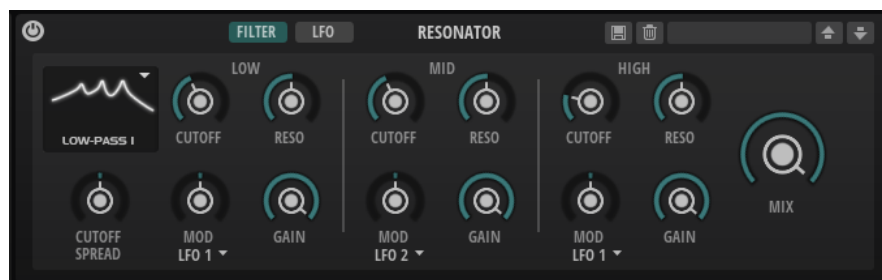 FILTER LFO RESONATOR
LOW MID HIGH
LOW-PASS I CUTOFF RESO CUTOFF RESO CUTOFF RESO
MIX
CUTOFF SPREAD MOD GAIN MOD GAIN MOD GAIN
LFO 1 LFO 2 LFO 1